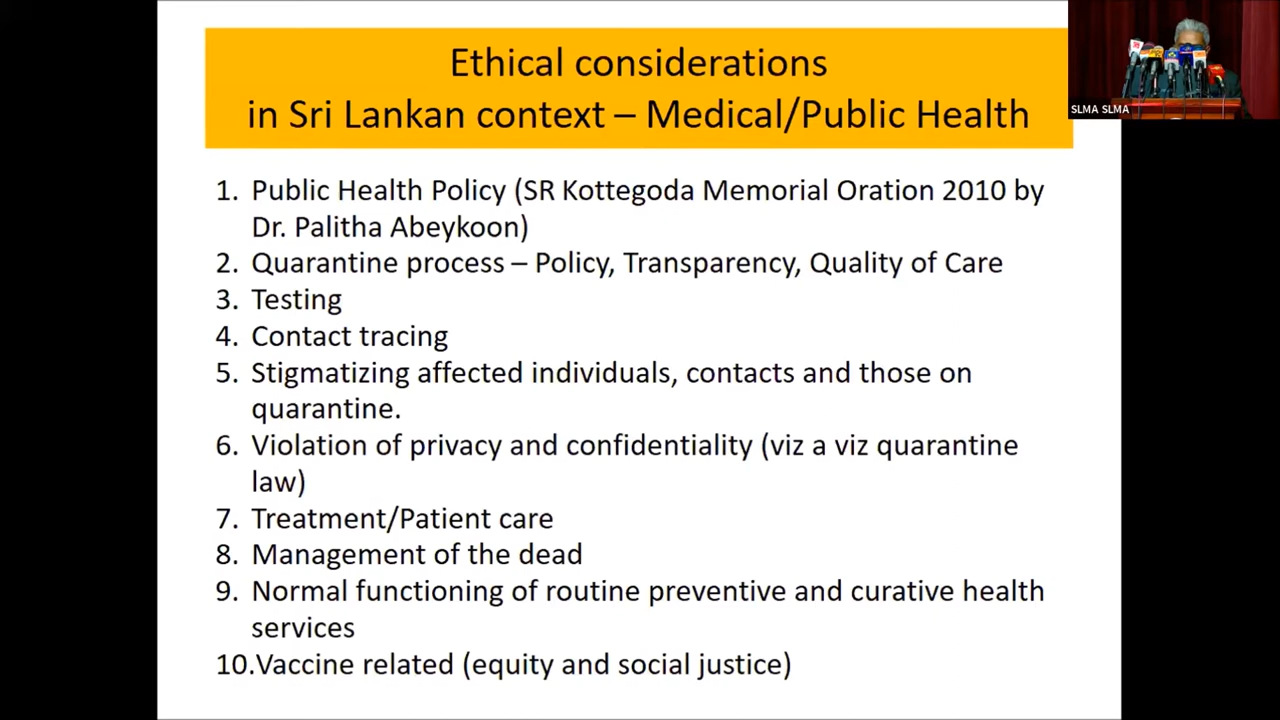 Ethical considerations
in Sri Lankan context – Medical/Public Health
SLMA SLMA
1. Public Health Policy (SR Kottegoda Memorial Oration 2010 by
Dr. Palitha Abeykoon)
2. Quarantine process – Policy, Transparency, Quality of Care
3. Testing
4. Contact tracing
5. Stigmatizing affected individuals, contacts and those on
quarantine.
6. Violation of privacy and confidentiality (viz a viz quarantine
law)
7. Treatment/Patient care
8. Management of the dead
9. Normal functioning of routine preventive and curative health
services
10.Vaccine related (equity and social justice)